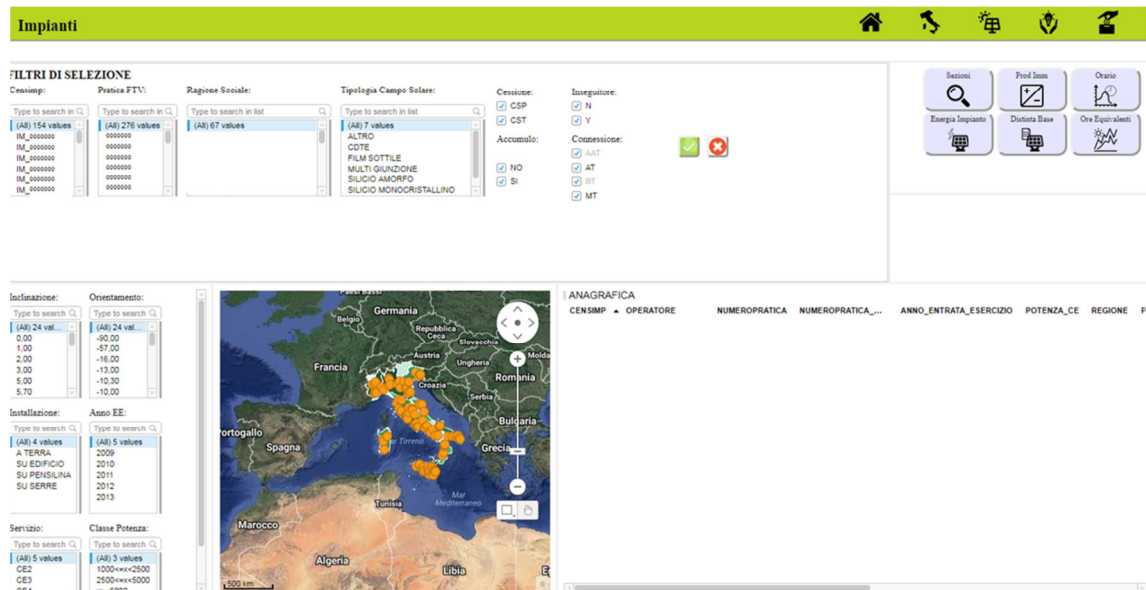 Impianti
FILTRI DI SELEZIONE
Censimp:
Type to search in
(All) 154 values
IM_0000000
IM_0000000
IM_0000000
IM_0000000
IM_0000000
IM_0000000
Pratica FTV:
Type to search in
(All) 276 values
0000000
0000000
0000000
0000000
0000000
0000000
Ragione Sociale:
Type to search in list
(All) 67 values
Tipologia Campo Solare:
Type to search in list
(All) 7 values
ALTRO
CDTE
FILM SOTTILE
MULTI GIUNZIONE
SILICIO AMORFO
SILICIO MONOCRISTALLINO
Cessione:
CSP
CST
Accumulo:
NO
SI
Inseguitore:
N
Y
Connessione:
AAT
AT
BT
MT
Sezioni
Prod Imm
Orario
Energia Impianto
Distinta Base
Ore Equivalenti
Inclinazione:
Type to search
(All) 24 val...
0,00
1,00
2,00
3,00
5,00
5,70
Orientamento:
Type to search
(All) 24 val...
-90,00
-57,00
-16,00
-13,00
-10,30
-10,00
Installazione:
Type to search
(All) 4 values
A TERRA
SU EDIFICIO
SU PENSILINA
SU SERRE
Anno EE:
Type to search
(All) 5 values
2009
2010
2011
2012
2013
Servizio:
Type to search
(All) 5 values
CE2
CE3
Classe Potenza:
Type to search
(All) 3 values
1000<=x<2500
2500<=x<5000
Paesi Bassi
Belgio
Germania
Repubblica
Ceca
Slovacchia
Austria
Ungheria
Molda
Francia
Romania
Croazia
Serbia
Bulgaria
Portogallo
Spagna
Mar Tirreno
Grecia
Tunisia
Mar
Mediterraneo
Marocco
Algeria
Libia
500 km
ANAGRAFICA
CENSIMP OPERATORE NUMEROPRATICA NUMEROPRATICA_... ANNO_ENTRATA_ESERCIZIO POTENZA_CE REGIONE P